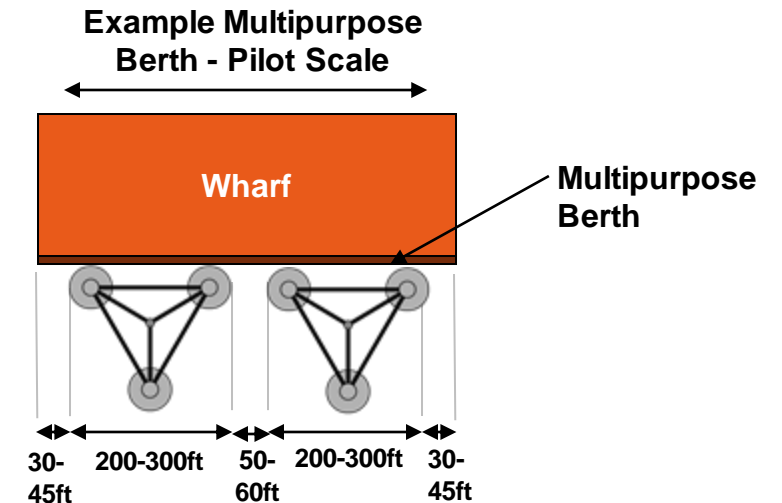 Example Multipurpose
Berth - Pilot Scale
Wharf
Multipurpose
Berth
30-
45ft
200-300ft
50-
60ft
200-300ft
30-
45ft